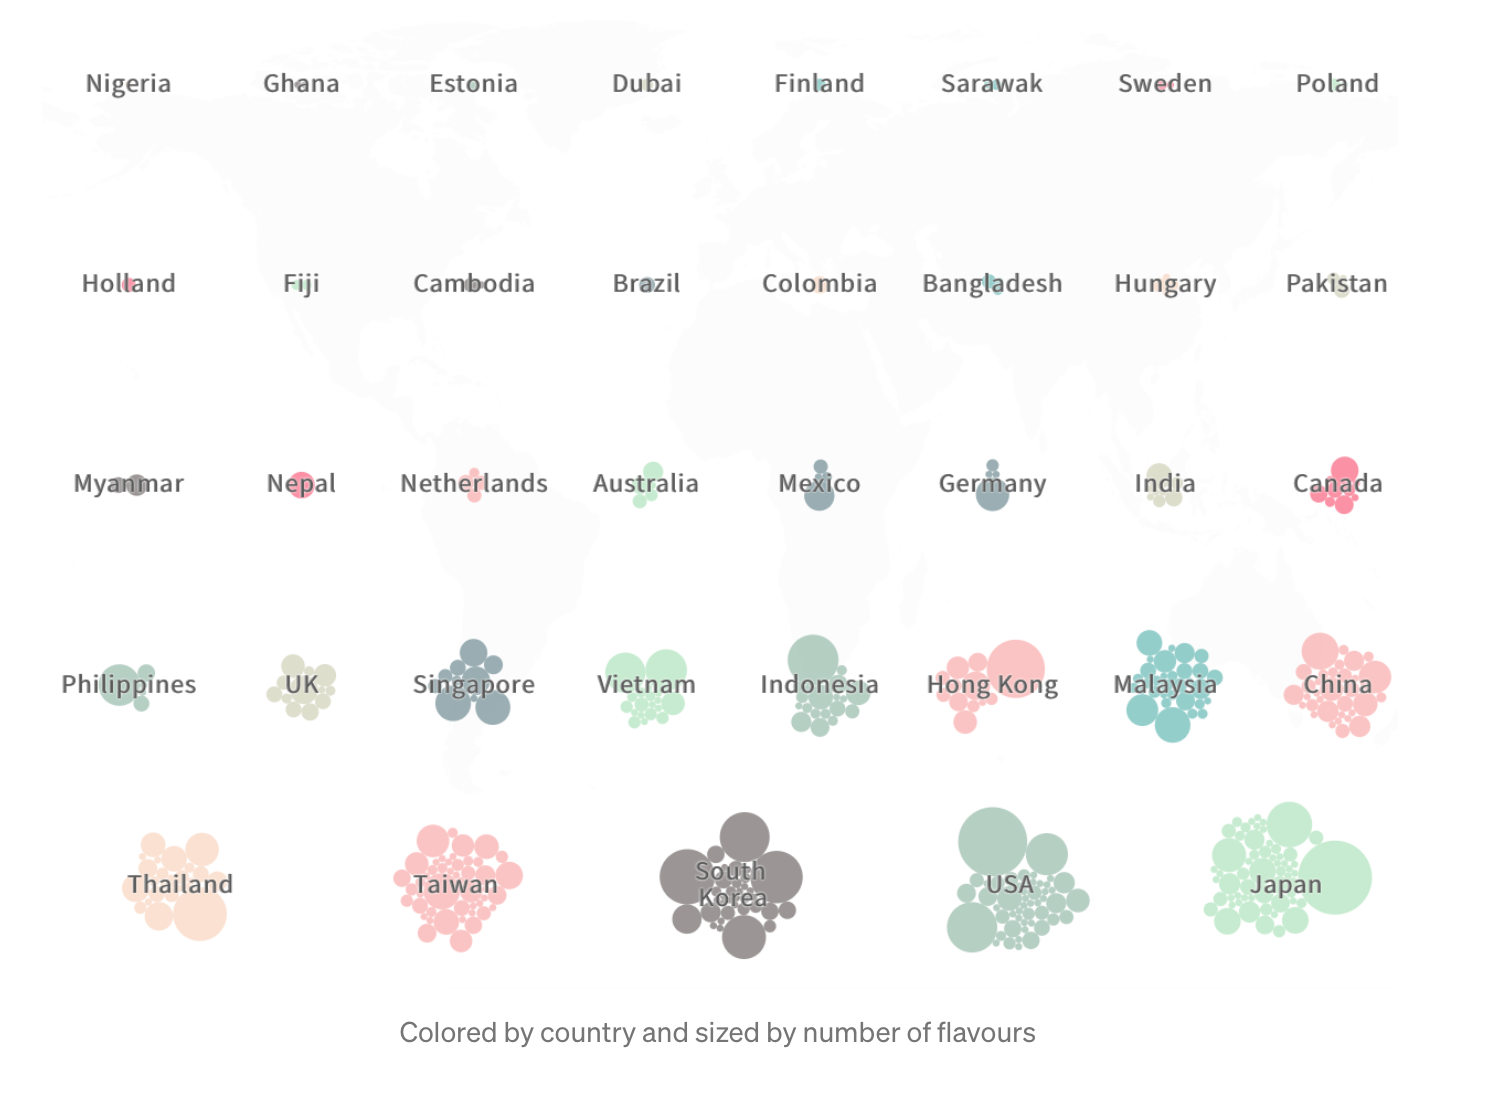 Nigeria Ghana Estonia Dubai Finland Sarawak Sweden Poland
Holland Fiji Cambodia Brazil Colombia Bangladesh Hungary Pakistan
Myanmar Nepal Netherlands Australia Mexico Germany India Canada
Philippines UK Singapore Vietnam Indonesia Hong Kong Malaysia China
Thailand Taiwan South Korea USA Japan
Colored by country and sized by number of flavours